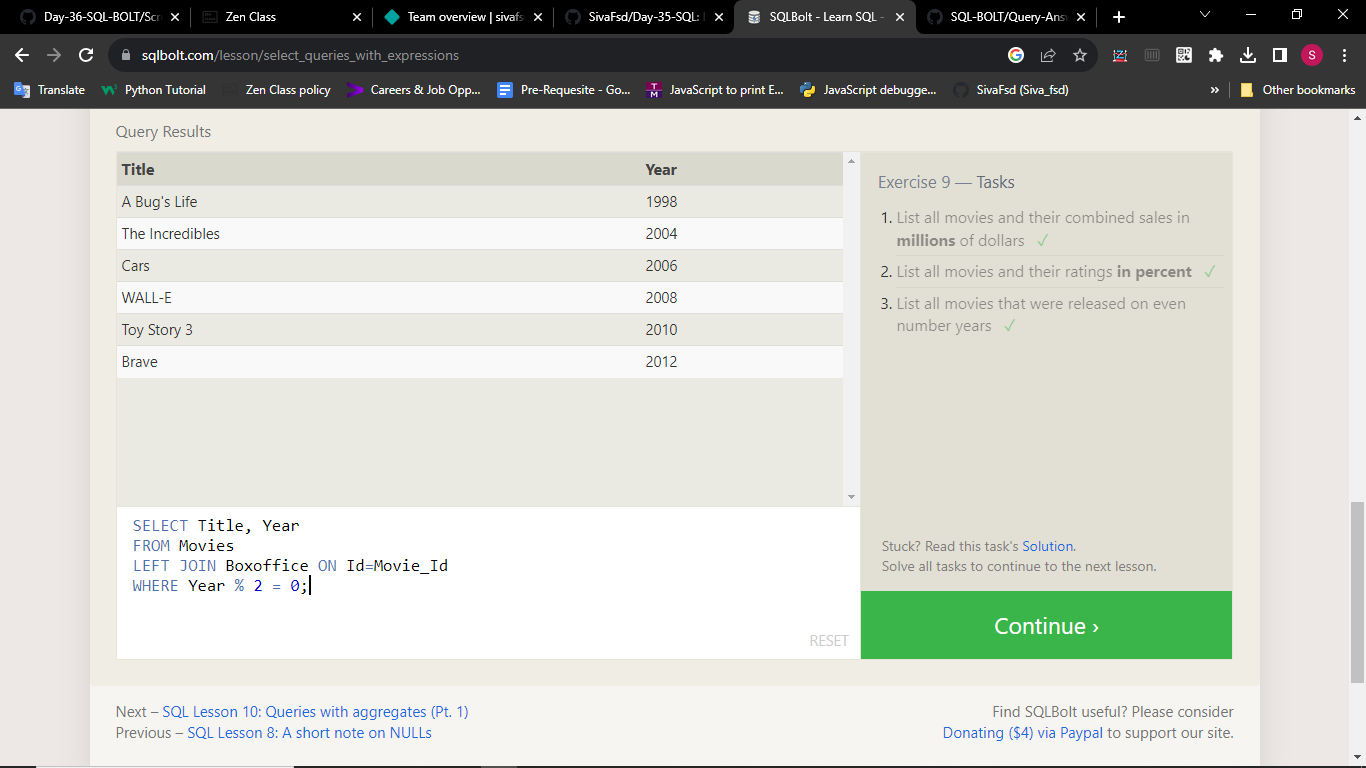 Day-36-SQL-BOLT/Scr
Zen Class
Team overview | sivafs
SivaFsd/Day-35-SQL:
SQLBolt - Learn SQL -
SQL-BOLT/Query-Ans
sqlbolt.com/lesson/select_queries_with_expressions
S
Translate
Python Tutorial
Zen Class policy
Careers & Job Opp...
Pre-Requesite - Go...
JavaScript to print E...
JavaScript debugge...
SivaFsd (Siva_fsd)
»
Other bookmarks
Query Results
Title Year
A Bug's Life 1998
The Incredibles 2004
Cars 2006
WALL-E 2008
Toy Story 3 2010
Brave 2012
Exercise 9 — Tasks
1. List all movies and their combined sales in
millions of dollars ✓
2. List all movies and their ratings in percent ✓
3. List all movies that were released on even
number years ✓
Stuck? Read this task's Solution.
Solve all tasks to continue to the next lesson.
SELECT Title, Year
FROM Movies
LEFT JOIN Boxoffice ON Id=Movie_Id
WHERE Year % 2 = 0;
RESET
Continue ›
Next – SQL Lesson 10: Queries with aggregates (Pt. 1)
Previous – SQL Lesson 8: A short note on NULLs
Find SQLBolt useful? Please consider
Donating ($4) via Paypal to support our site.